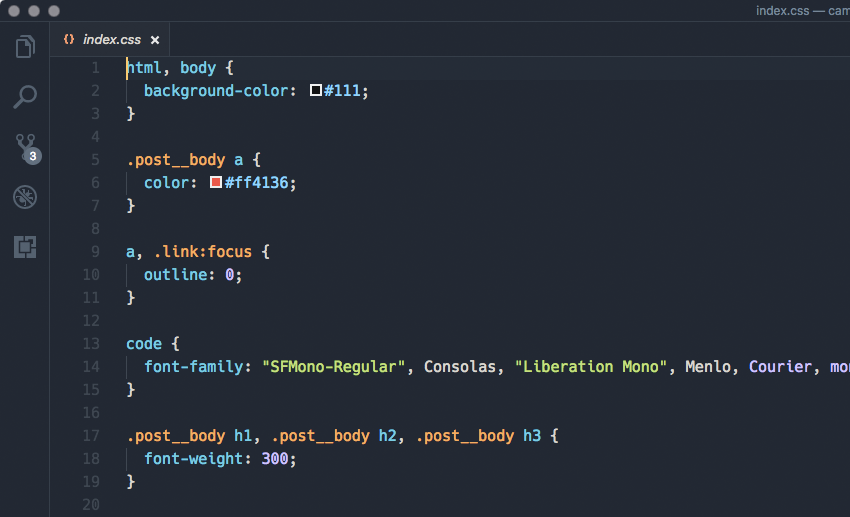 index.css — cam
index.css
3
1 html, body {
2 background-color: #111;
3 }
4
5 .post__body a {
6 color: #ff4136;
7 }
8
9 a, .link:focus {
10 outline: 0;
11 }
12
13 code {
14 font-family: "SFMono-Regular", Consolas, "Liberation Mono", Menlo, Courier, mon
15 }
16
17 .post__body h1, .post__body h2, .post__body h3 {
18 font-weight: 300;
19 }
20